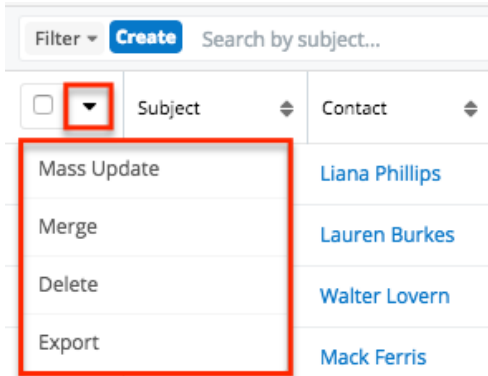 Filter Create Search by subject...
Subject Contact
Mass Update Liana Phillips
Merge Lauren Burkes
Delete Walter Lovern
Export Mack Ferris